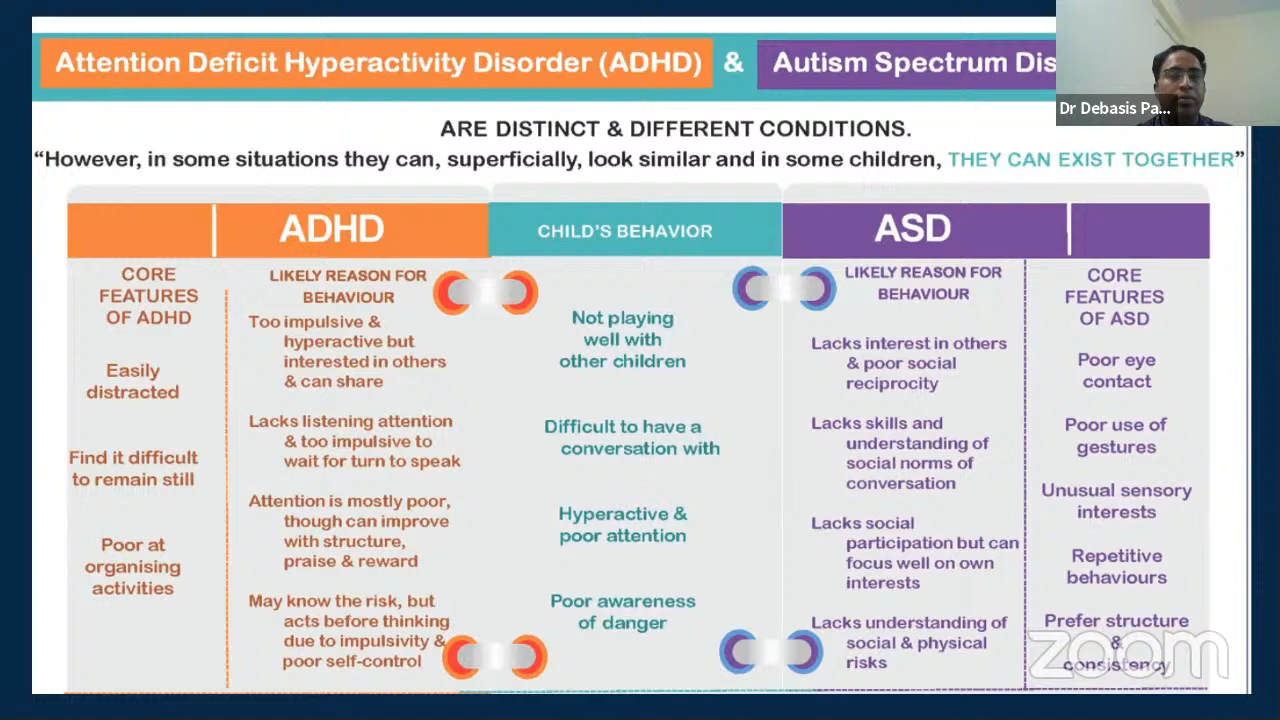 Attention Deficit Hyperactivity Disorder (ADHD) & Autism Spectrum Dis
Dr Debasis Pa...
ARE DISTINCT & DIFFERENT CONDITIONS.
“However, in some situations they can, superficially, look similar and in some children, THEY CAN EXIST TOGETHER”
ADHD
CHILD'S BEHAVIOR
ASD
CORE
FEATURES
OF ADHD
Easily
distracted
Find it difficult
to remain still
Poor at
organising
activities
LIKELY REASON FOR
BEHAVIOUR
Too impulsive &
hyperactive but
interested in others
& can share
Lacks listening attention
& too impulsive to
wait for turn to speak
Attention is mostly poor,
though can improve
with structure,
praise & reward
May know the risk, but
acts before thinking
due to impulsivity &
poor self-control
Not playing
well with
other children
Difficult to have a
conversation with
Hyperactive &
poor attention
Poor awareness
of danger
LIKELY REASON FOR
BEHAVIOUR
Lacks interest in others
& poor social
reciprocity
Lacks skills and
understanding of
social norms of
conversation
Lacks social
participation but can
focus well on own
interests
Lacks understanding of
social & physical
risks
CORE
FEATURES
OF ASD
Poor eye
contact
Poor use of
gestures
Unusual sensory
interests
Repetitive
behaviours
Prefer structure
&
consistency
zoom